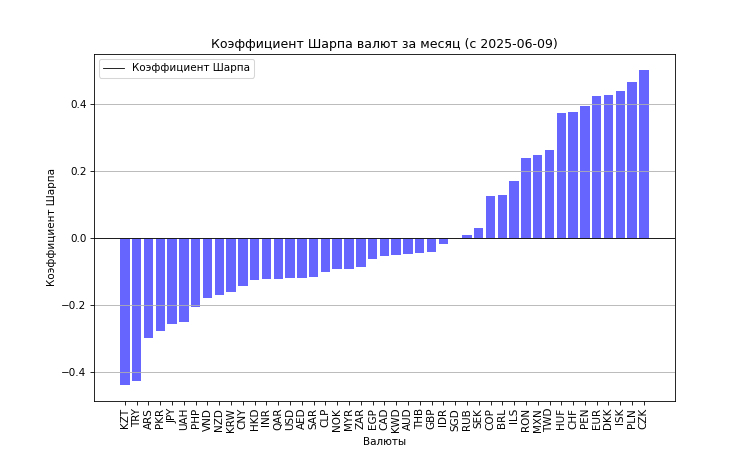 Коэффициент Шарпа валют за месяц (с 2025-06-09)
Коэффициент Шарпа
Коэффициент Шарпа
0.4
0.2
0.0
−0.2
−0.4
KZT TRY ARS PKR JPY UAH PHP VND NZD KRW CNY HKD INR QAR USD AED SAR CLP NOK MYR ZAR EGP CAD KWD AUD THB GBP IDR SGD RUB SEK COP BRL ILS RON MXN TWD HUF CHF PEN EUR DKK ISK PLN CZK
Валюты